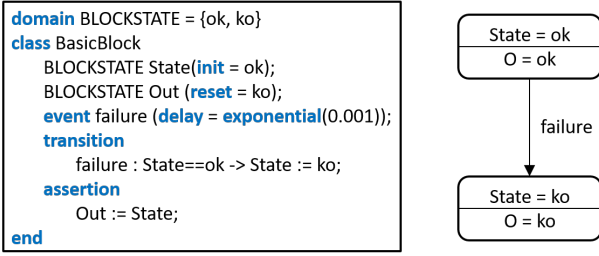 domain BLOCKSTATE = {ok, ko}
class BasicBlock
BLOCKSTATE State(init = ok);
BLOCKSTATE Out (reset = ko);
event failure (delay = exponential(0.001));
transition
failure : State==ok -> State := ko;
assertion
Out := State;
end
State = ok
O = ok
failure
State = ko
O = ko